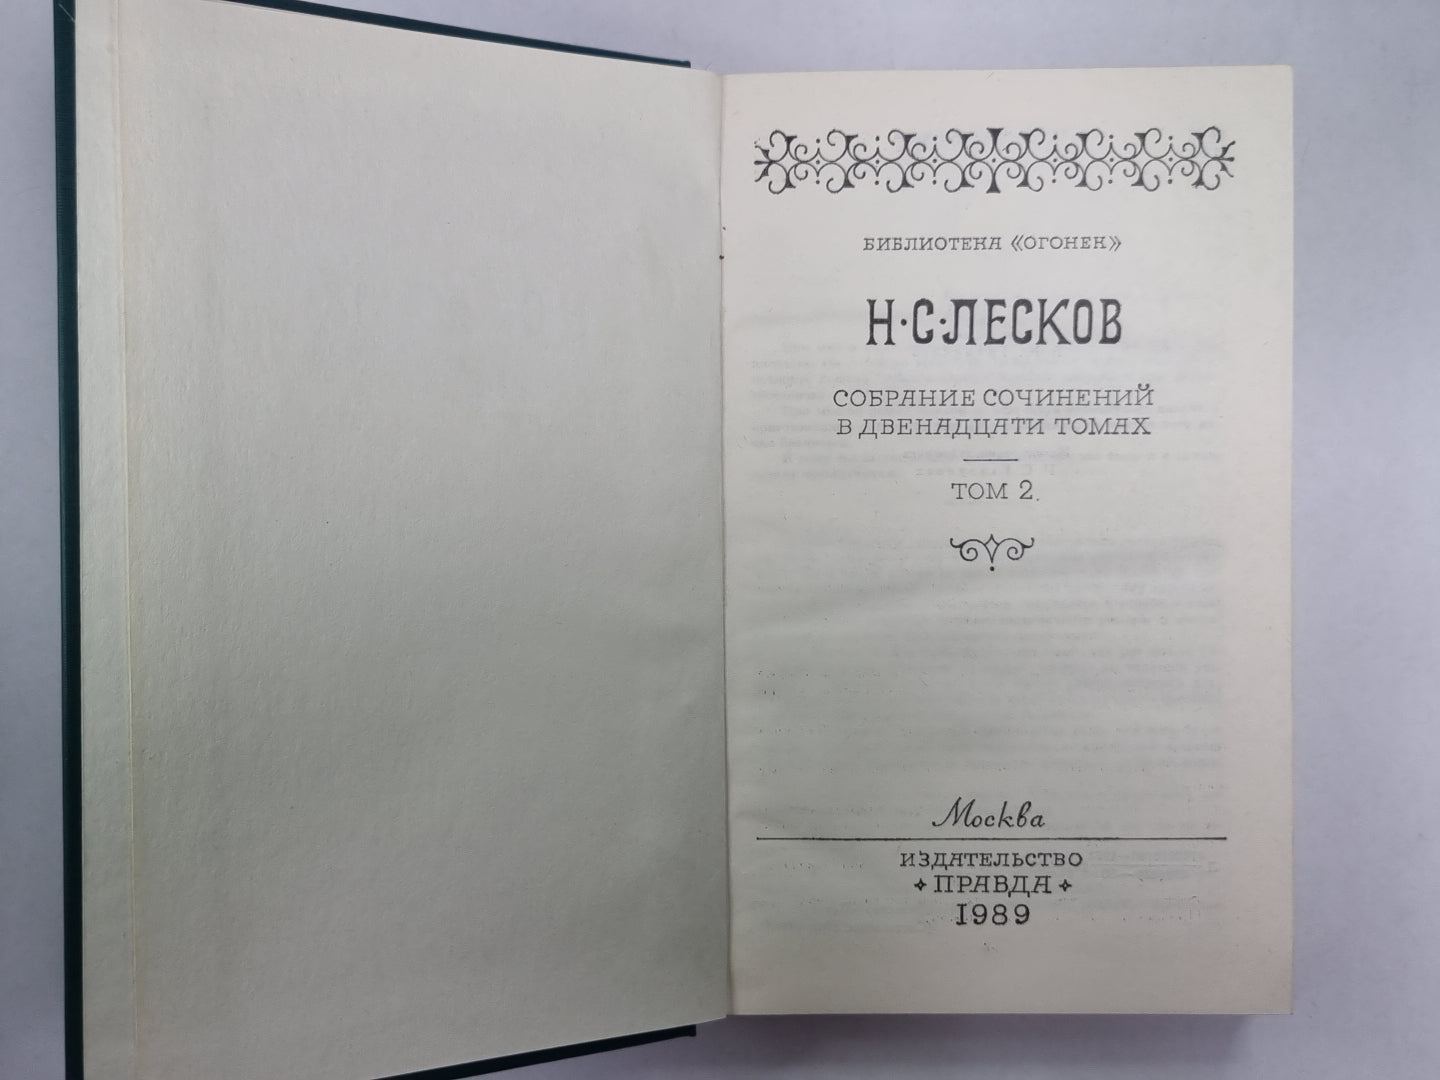 БИБЛИОТЕКА «ОГОНЕК»
Н·С·ЛЕСКОВ
СОБРАНИЕ СОЧИНЕНИЙ
В ДВЕНАДЦАТИ ТОМАХ
ТОМ 2.
Москва
ИЗДАТЕЛЬСТВО
ПРАВДА
1989